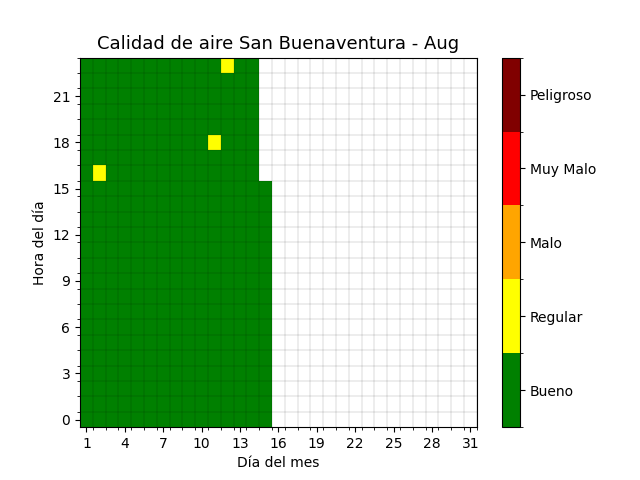 Calidad de aire San Buenaventura - Aug
Hora del día
21
18
15
12
9
6
3
0
1 4 7 10 13 16 19 22 25 28 31
Día del mes
Peligroso
Muy Malo
Malo
Regular
Bueno